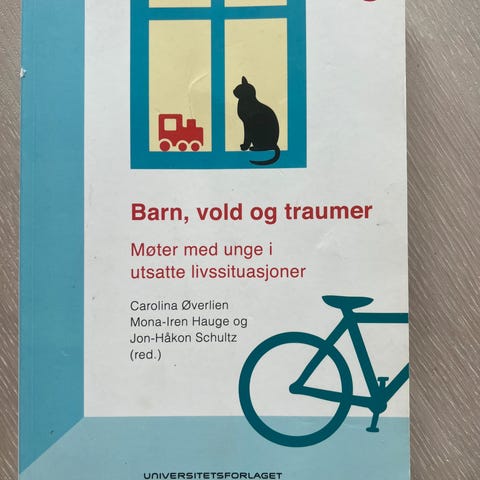 Barn, vold og traumer
Møter med unge i
utsatte livssituasjoner
Carolina Øverlien
Mona-Iren Hauge og
Jon-Håkon Schultz
(red.)
UNIVERSITETSFORLAGET